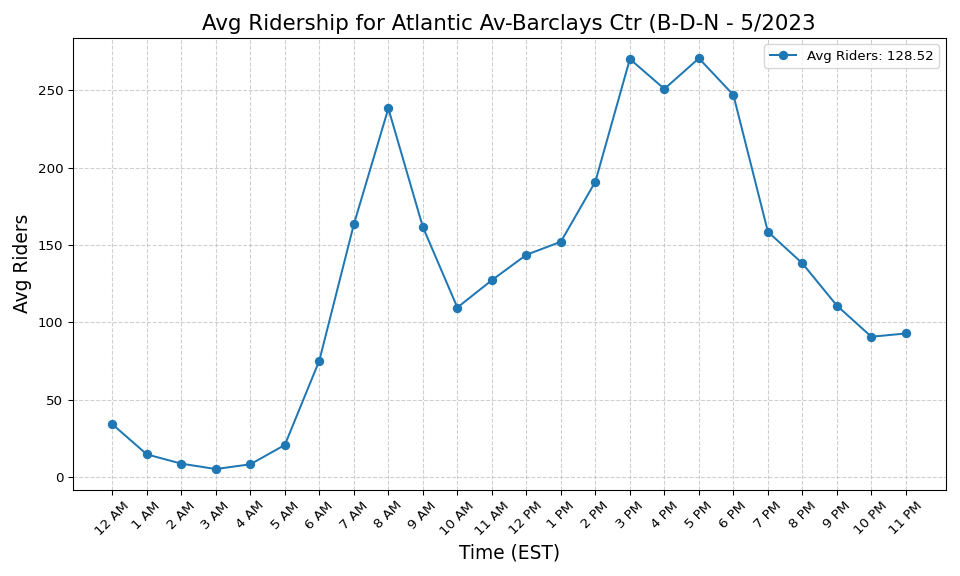 Avg Ridership for Atlantic Av-Barclays Ctr (B-D-N - 5/2023
Avg Riders: 128.52
Avg Riders
250
200
150
100
50
0
12 AM
1 AM
2 AM
3 AM
4 AM
5 AM
6 AM
7 AM
8 AM
9 AM
10 AM
11 AM
12 PM
1 PM
2 PM
3 PM
4 PM
5 PM
6 PM
7 PM
8 PM
9 PM
10 PM
11 PM
Time (EST)